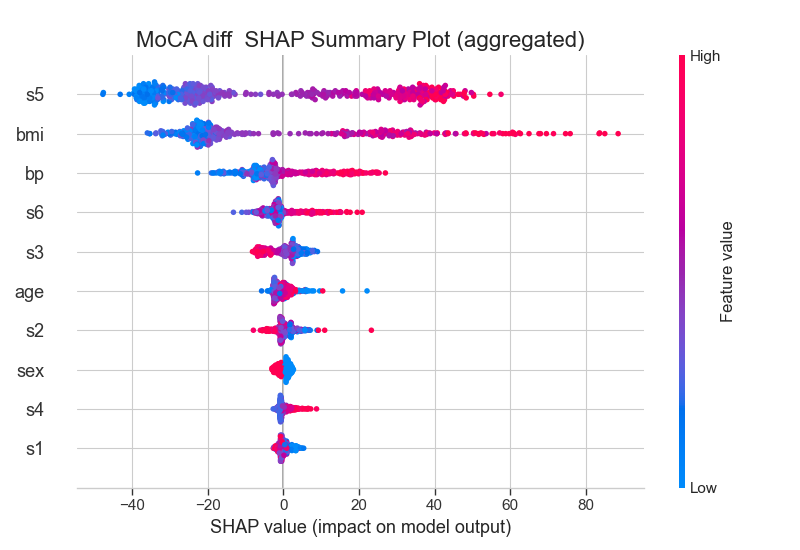 MoCA diff  SHAP Summary Plot (aggregated)
High
s5
bmi
bp
s6
s3
age
s2
sex
s4
s1
Feature value
Low
−40 −20 0 20 40 60 80
SHAP value (impact on model output)